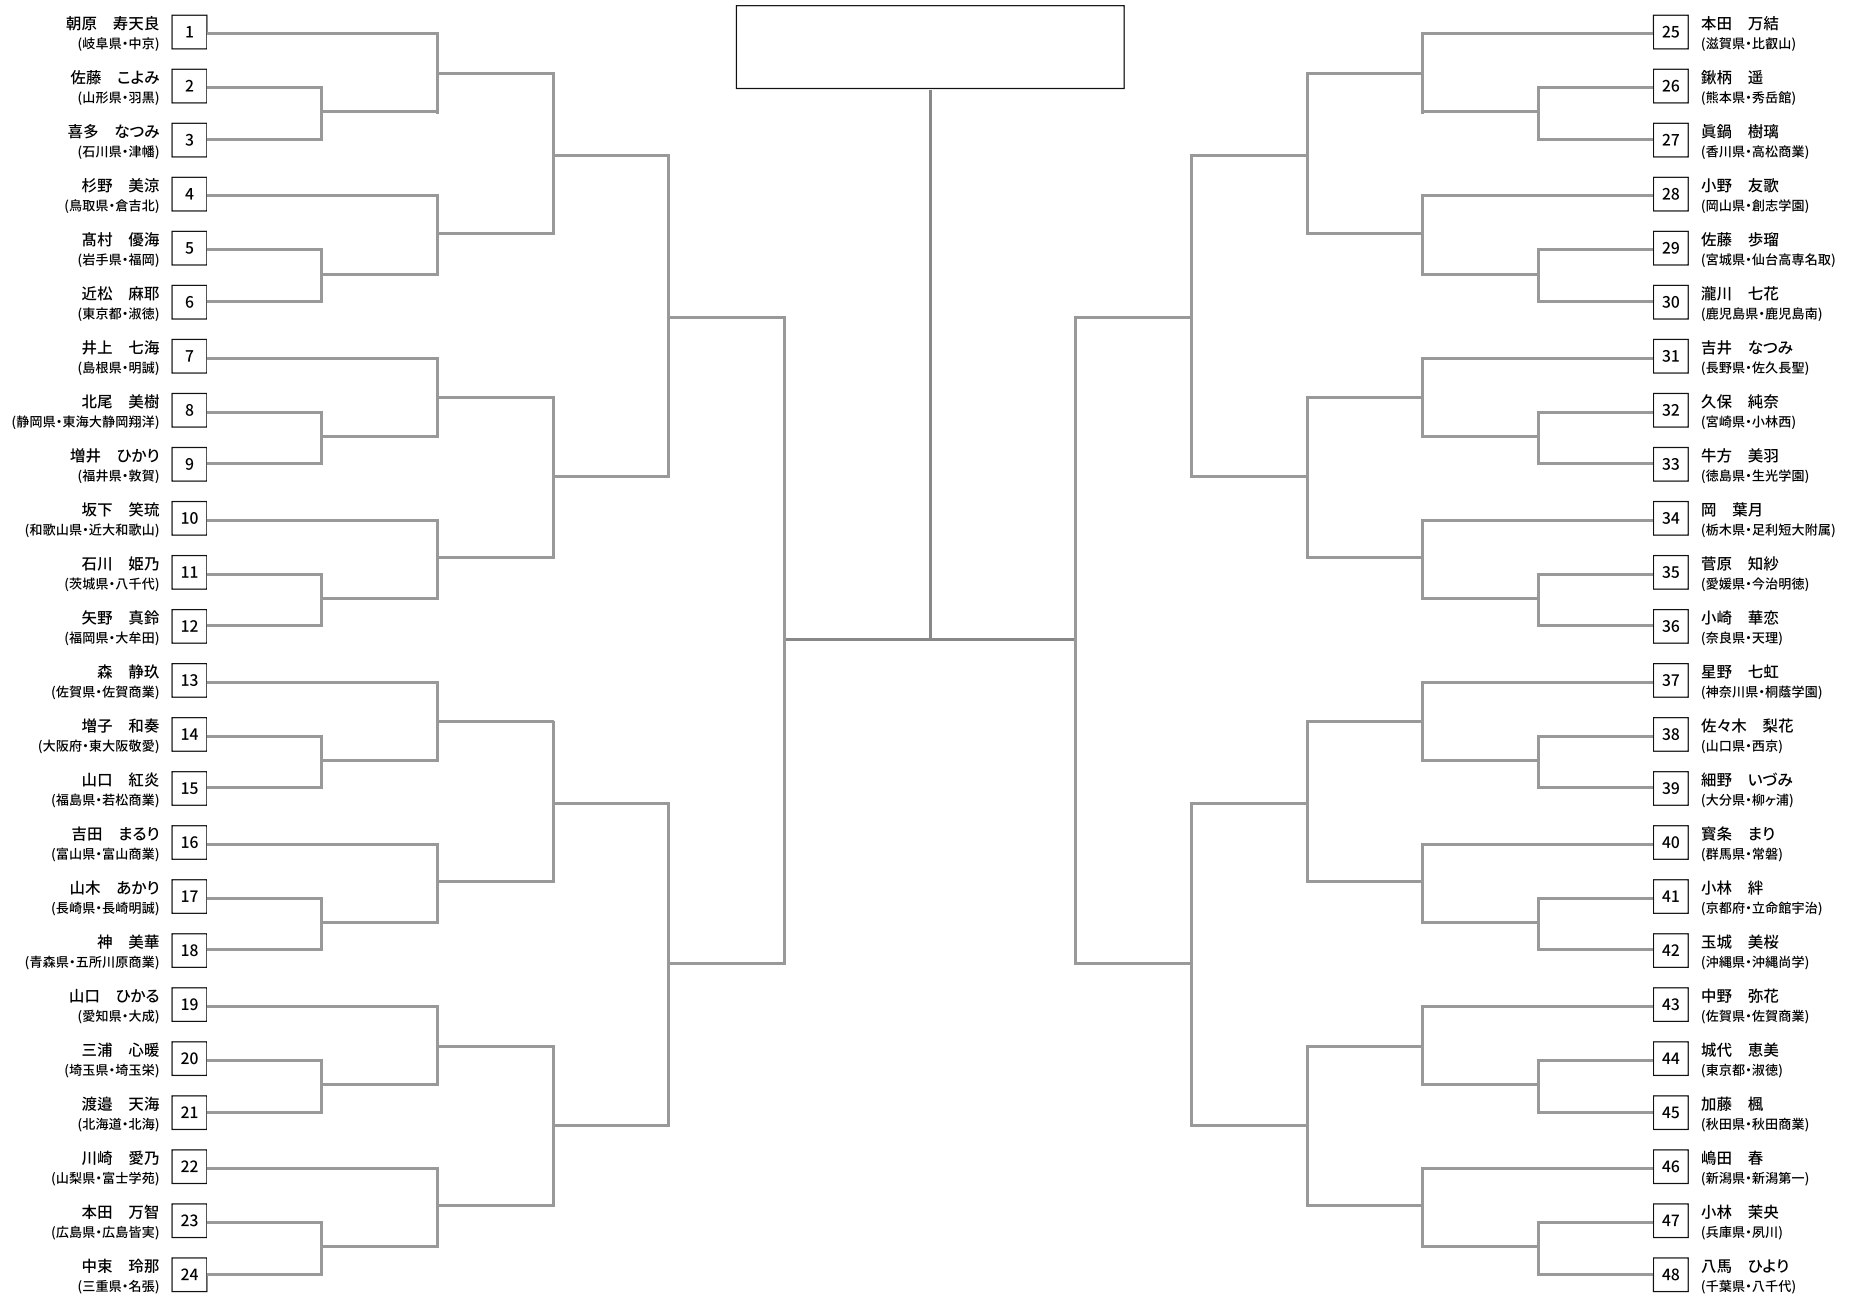 朝原　寿天良
(岐阜県・中京)
1
佐藤　こよみ
(山形県・羽黒)
2
喜多　なつみ
(石川県・津幡)
3
杉野　美涼
(鳥取県・倉吉北)
4
髙村　優海
(岩手県・福岡)
5
近松　麻耶
(東京都・淑徳)
6
井上　七海
(島根県・明誠)
7
北尾　美樹
(静岡県・東海大静岡翔洋)
8
増井　ひかり
(福井県・敦賀)
9
坂下　笑琉
(和歌山県・近大和歌山)
10
石川　姫乃
(茨城県・八千代)
11
矢野　真鈴
(福岡県・大牟田)
12
森　静玖
(佐賀県・佐賀商業)
13
増子　和奏
(大阪府・東大阪敬愛)
14
山口　紅炎
(福島県・若松商業)
15
吉田　まるり
(富山県・富山商業)
16
山木　あかり
(長崎県・長崎明誠)
17
神　美華
(青森県・五所川原商業)
18
山口　ひかる
(愛知県・大成)
19
三浦　心暖
(埼玉県・埼玉栄)
20
渡邉　天海
(北海道・北海)
21
川崎　愛乃
(山梨県・富士学苑)
22
本田　万智
(広島県・広島皆実)
23
中東　玲那
(三重県・名張)
24
25
本田　万結
(滋賀県・比叡山)
26
鍬柄　遥
(熊本県・秀岳館)
27
眞鍋　樹璃
(香川県・高松商業)
28
小野　友歌
(岡山県・創志学園)
29
佐藤　歩瑠
(宮城県・仙台高専名取)
30
瀧川　七花
(鹿児島県・鹿児島南)
31
吉井　なつみ
(長野県・佐久長聖)
32
久保　純奈
(宮崎県・小林西)
33
牛方　美羽
(徳島県・生光学園)
34
岡　葉月
(栃木県・足利短大附属)
35
菅原　知紗
(愛媛県・今治明徳)
36
小崎　華恋
(奈良県・天理)
37
星野　七虹
(神奈川県・桐蔭学園)
38
佐々木　梨花
(山口県・西京)
39
細野　いづみ
(大分県・柳ヶ浦)
40
寳条　まり
(群馬県・常磐)
41
小林　絆
(京都府・立命館宇治)
42
玉城　美桜
(沖縄県・沖縄尚学)
43
中野　弥花
(佐賀県・佐賀商業)
44
城代　恵美
(東京都・淑徳)
45
加藤　楓
(秋田県・秋田商業)
46
嶋田　春
(新潟県・新潟第一)
47
小林　茉央
(兵庫県・夙川)
48
八馬　ひより
(千葉県・八千代)